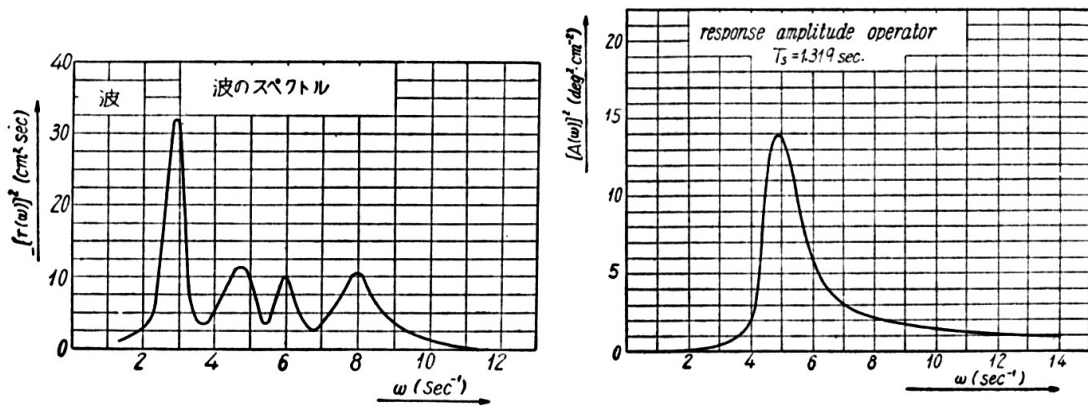 波
波のスペクトル
[r(ω)]² (cm² sec)
40
30
20
10
0
2 4 6 8 10 12
ω (sec⁻¹)
response amplitude operator
Ts = 1.319 sec.
[A(ω)]² (deg²·cm⁻²)
20
15
10
5
0
2 4 6 8 10 12 14
ω (sec⁻¹)